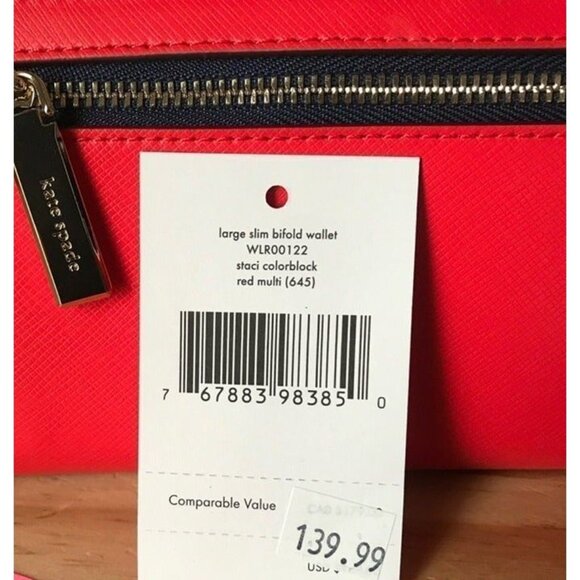 kate spade
large slim bifold wallet
WLR00122
staci colorblock
red multi (645)
7 67883 98385 0
Comparable Value
139.99
USD